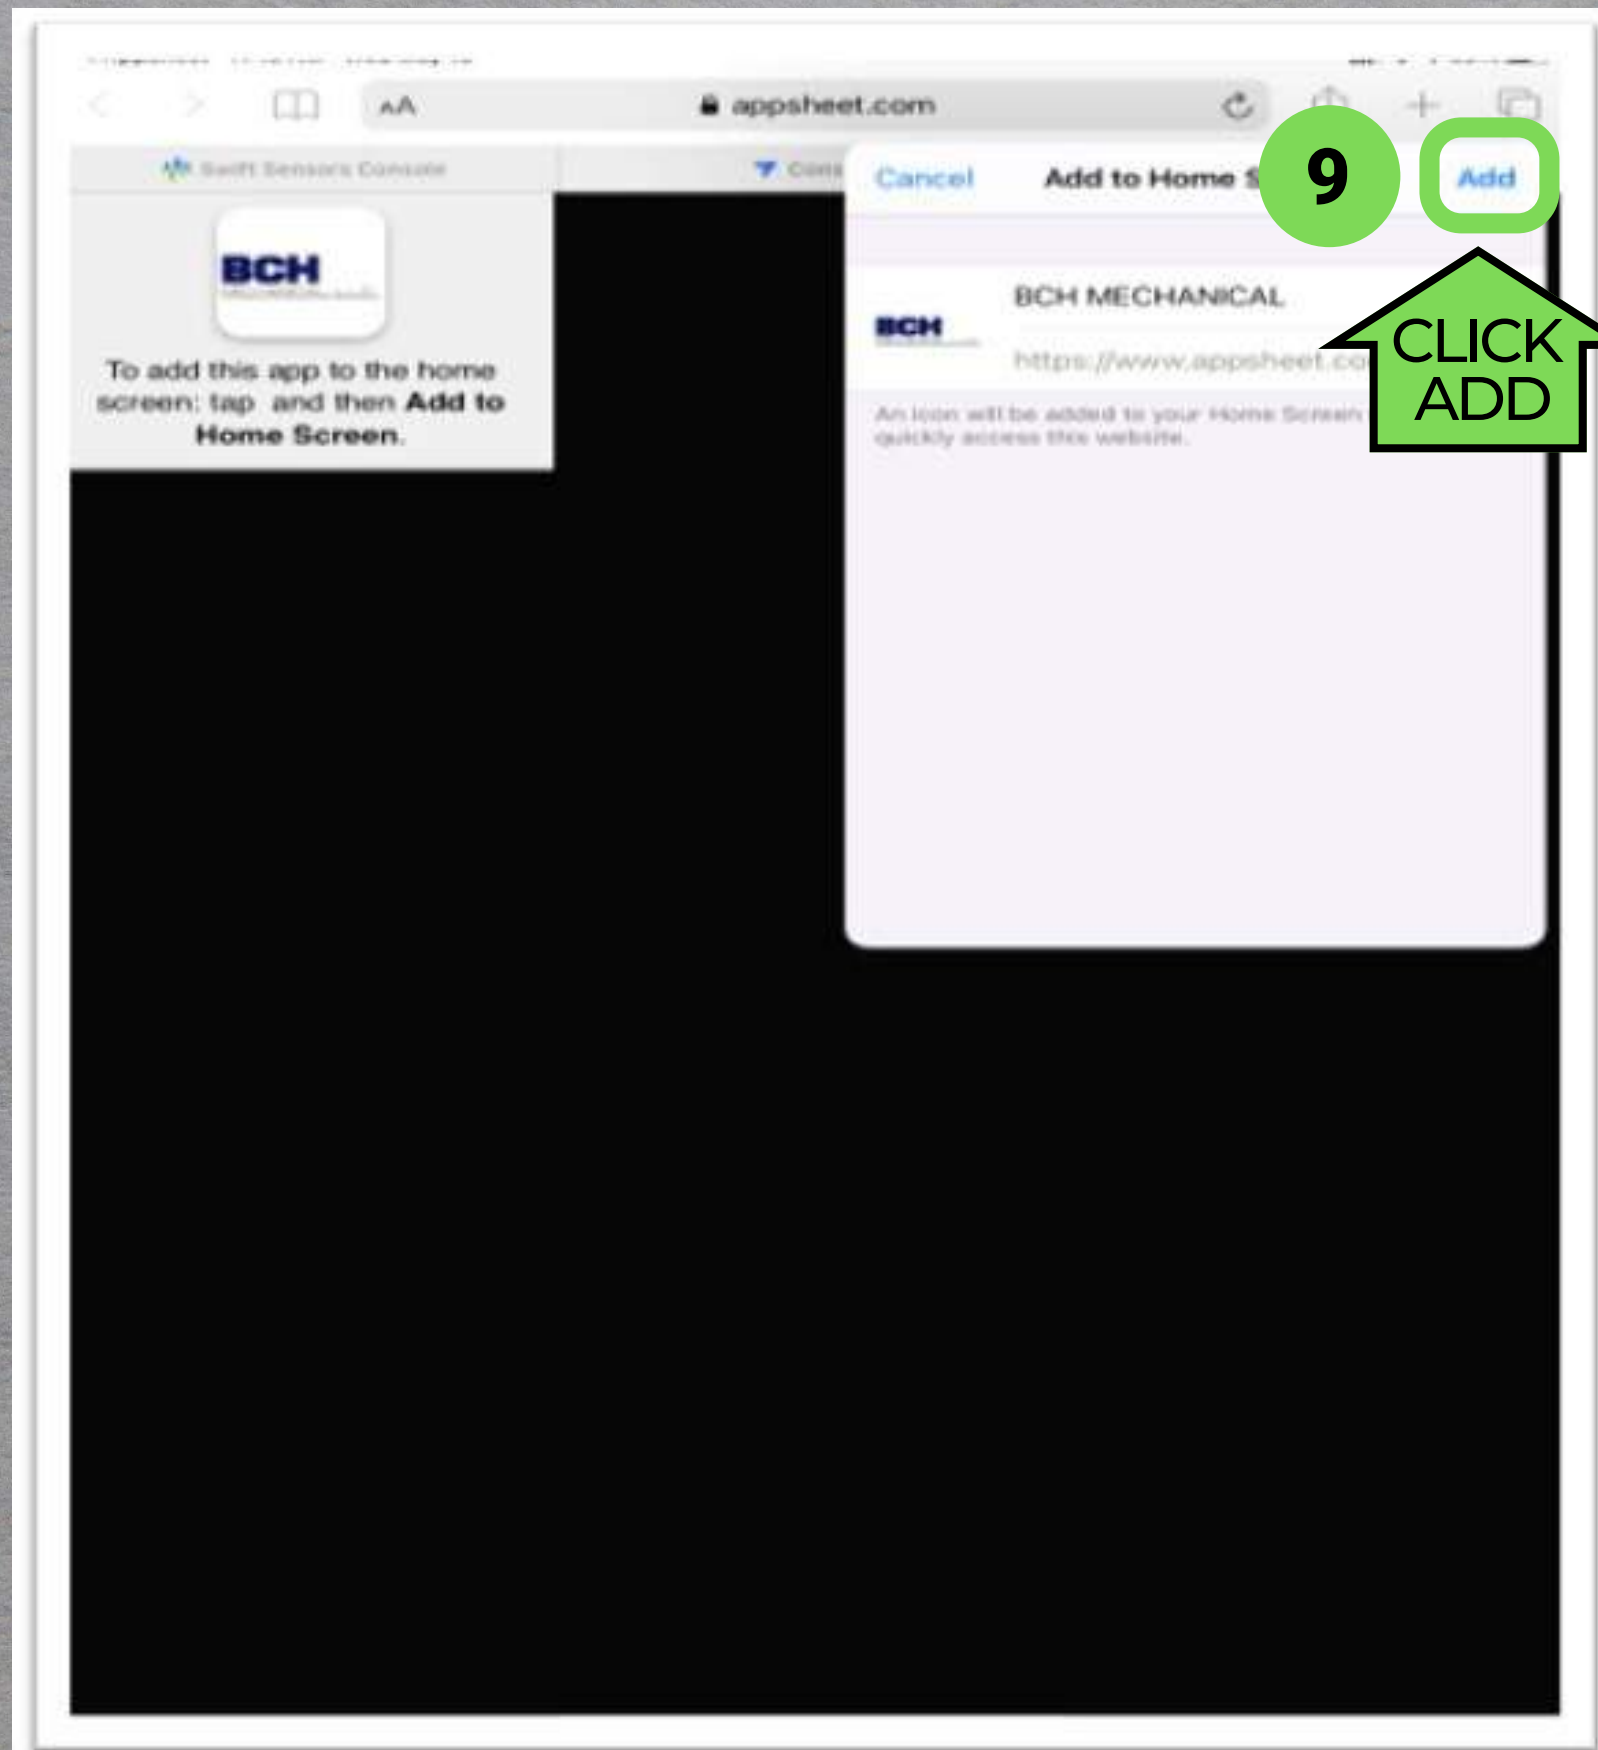 AA
appsheet.com
Swift Sensors Console
Cons
Cancel
Add to Home S
9
Add
BCH
To add this app to the home
screen: tap and then Add to
Home Screen.
BCH
BCH MECHANICAL
https://www.appsheet.co
An icon will be added to your Home Screen
quickly access this website.
CLICK
ADD